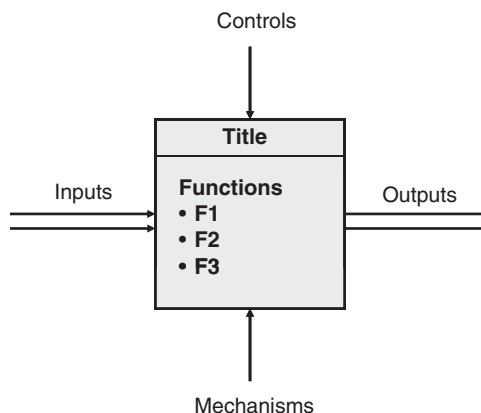 Controls
Title
Inputs
Functions
• F1
• F2
• F3
Outputs
Mechanisms